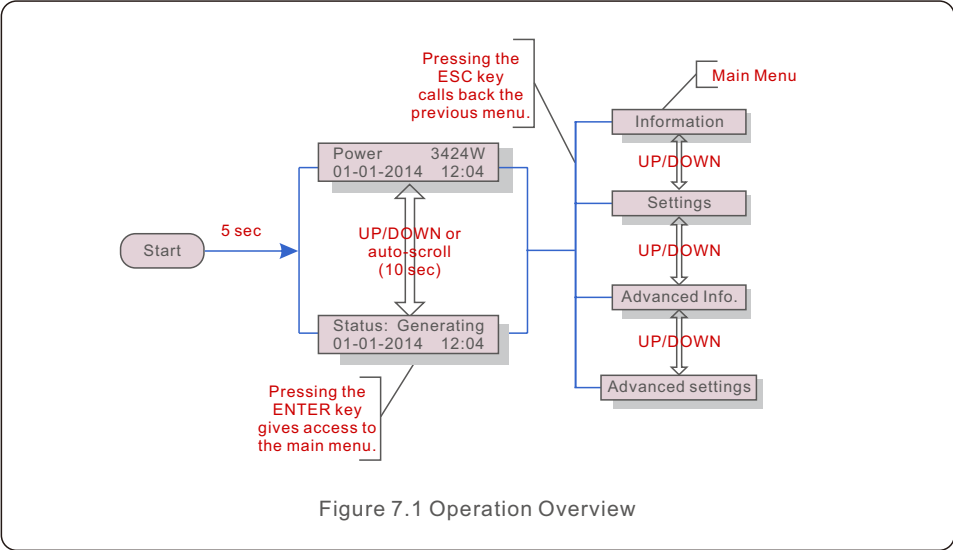 Start
5 sec
Power 3424W
01-01-2014 12:04
UP/DOWN or
auto-scroll
(10 sec)
Status: Generating
01-01-2014 12:04
Pressing the
ENTER key
gives access to
the main menu.
Pressing the
ESC key
calls back the
previous menu.
Main Menu
Information
UP/DOWN
Settings
UP/DOWN
Advanced Info.
UP/DOWN
Advanced settings
Figure 7.1 Operation Overview